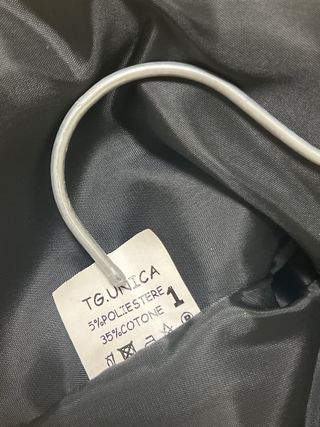 TG.UNICA
5%POLIESTERE 1
35%COTONE
R